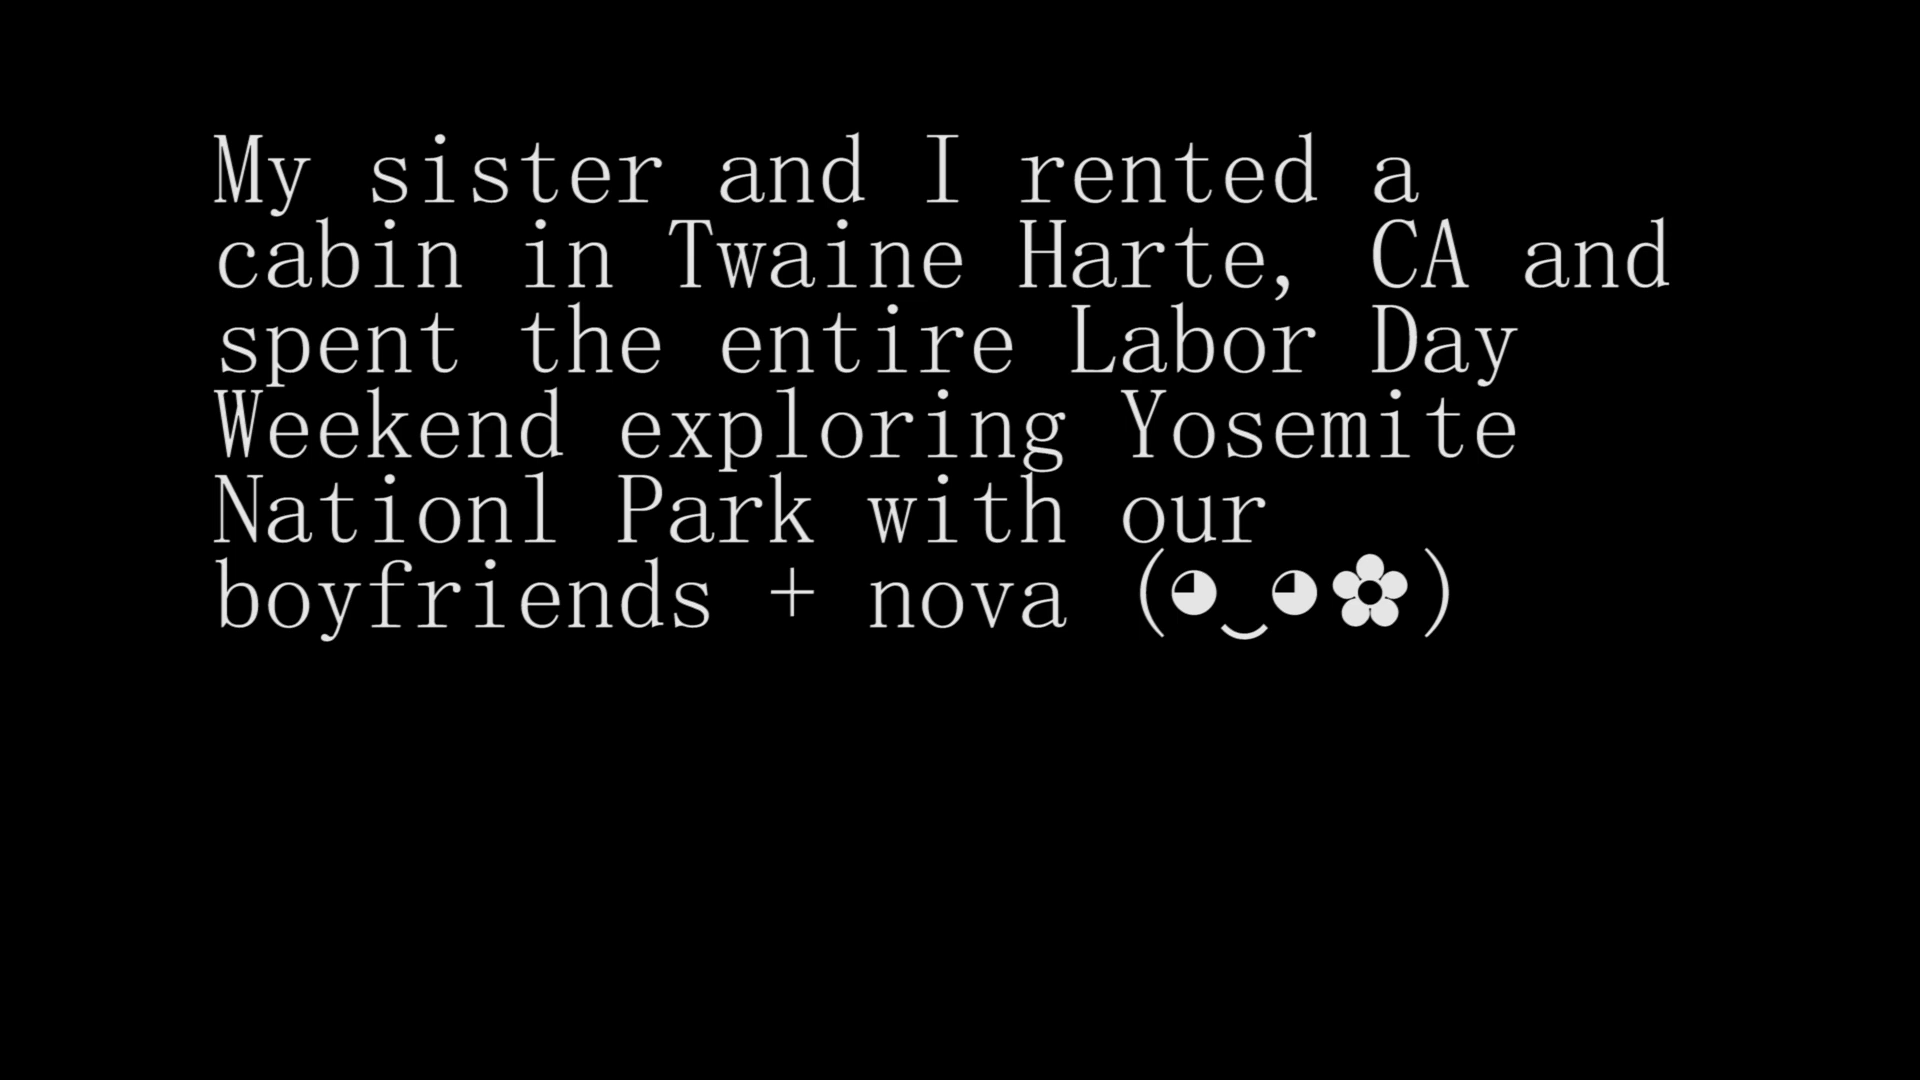 My sister and I rented a
cabin in Twaine Harte, CA and
spent the entire Labor Day
Weekend exploring Yosemite
Nationl Park with our
boyfriends + nova (◕‿◕✿)